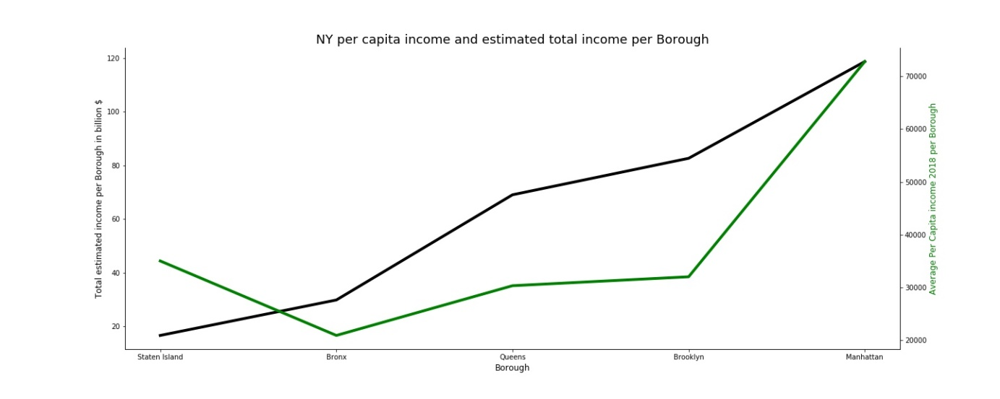 NY per capita income and estimated total income per Borough
Total estimated income per Borough in billion $
120
100
80
60
40
20
70000
60000
50000
40000
30000
20000
Average Per Capita income 2018 per Borough
Staten Island
Bronx
Queens
Brooklyn
Manhattan
Borough